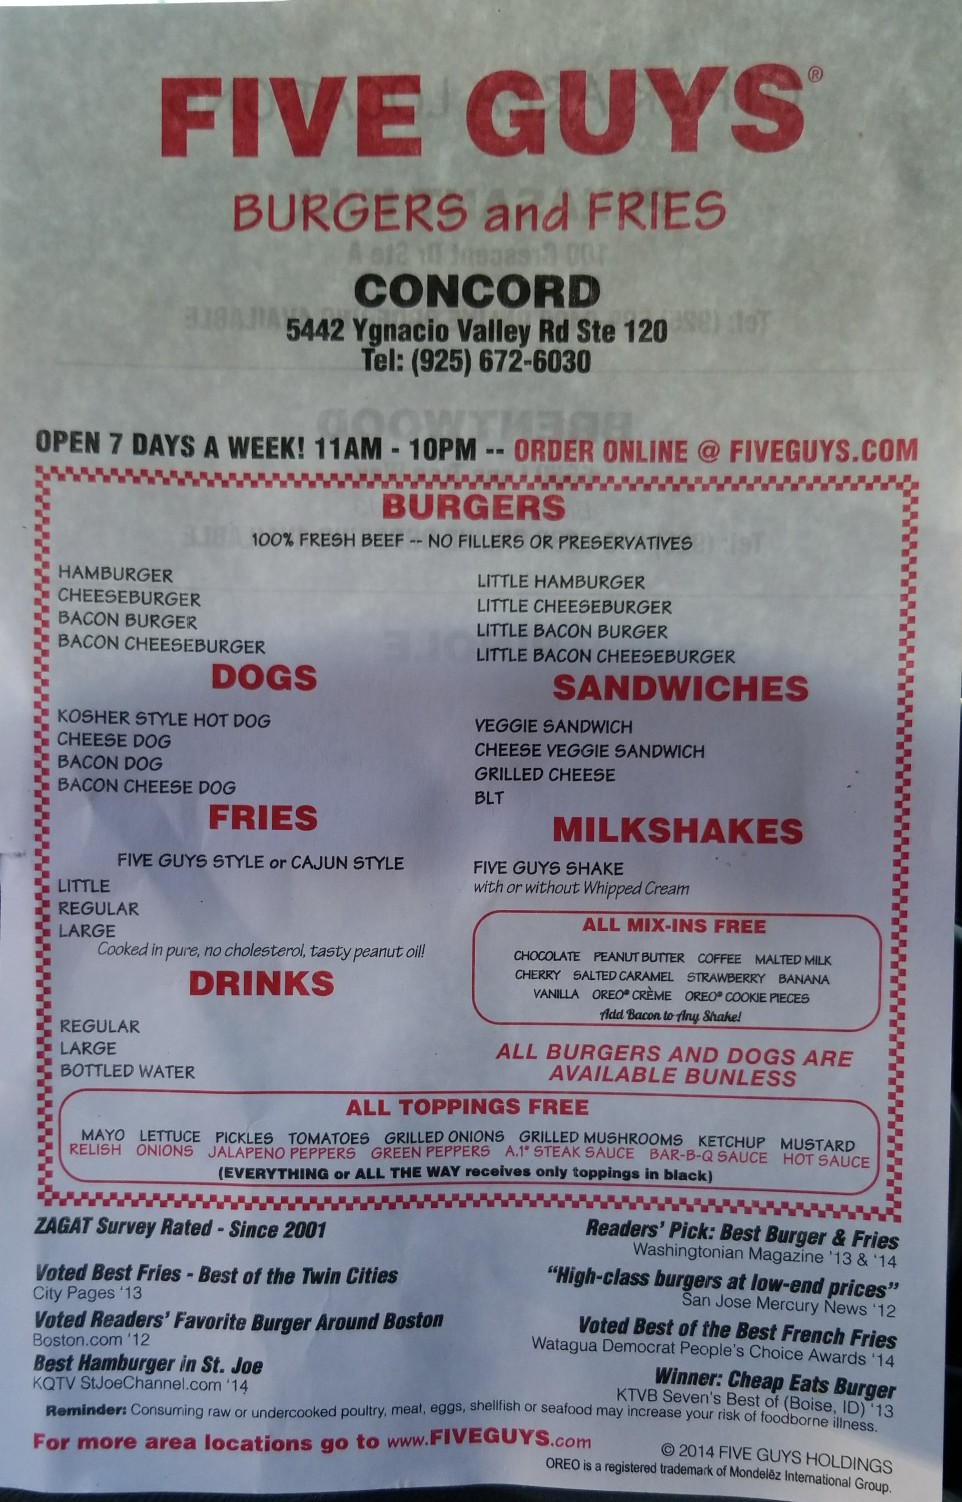 FIVE GUYS®
BURGERS and FRIES
CONCORD
5442 Ygnacio Valley Rd Ste 120
Tel: (925) 672-6030
OPEN 7 DAYS A WEEK! 11AM - 10PM -- ORDER ONLINE @ FIVEGUYS.COM
BURGERS
100% FRESH BEEF -- NO FILLERS OR PRESERVATIVES
HAMBURGER
CHEESEBURGER
BACON BURGER
BACON CHEESEBURGER
LITTLE HAMBURGER
LITTLE CHEESEBURGER
LITTLE BACON BURGER
LITTLE BACON CHEESEBURGER
DOGS
KOSHER STYLE HOT DOG
CHEESE DOG
BACON DOG
BACON CHEESE DOG
SANDWICHES
VEGGIE SANDWICH
CHEESE VEGGIE SANDWICH
GRILLED CHEESE
BLT
FRIES
FIVE GUYS STYLE or CAJUN STYLE
LITTLE
REGULAR
LARGE
Cooked in pure, no cholesterol, tasty peanut oil!
MILKSHAKES
FIVE GUYS SHAKE
with or without Whipped Cream
ALL MIX-INS FREE
CHOCOLATE PEANUT BUTTER COFFEE MALTED MILK
CHERRY SALTED CARAMEL STRAWBERRY BANANA
VANILLA OREO® CRÈME OREO® COOKIE PIECES
Add Bacon to Any Shake!
DRINKS
REGULAR
LARGE
BOTTLED WATER
ALL BURGERS AND DOGS ARE
AVAILABLE BUNLESS
ALL TOPPINGS FREE
MAYO LETTUCE PICKLES TOMATOES GRILLED ONIONS GRILLED MUSHROOMS KETCHUP MUSTARD
RELISH ONIONS JALAPENO PEPPERS GREEN PEPPERS A.1® STEAK SAUCE BAR-B-Q SAUCE HOT SAUCE
(EVERYTHING or ALL THE WAY receives only toppings in black)
ZAGAT Survey Rated - Since 2001
Voted Best Fries - Best of the Twin Cities
City Pages '13
Voted Readers' Favorite Burger Around Boston
Boston.com '12
Best Hamburger in St. Joe
KQTV StJoeChannel.com '14
Readers' Pick: Best Burger & Fries
Washingtonian Magazine '13 & '14
"High-class burgers at low-end prices"
San Jose Mercury News '12
Voted Best of the Best French Fries
Watagua Democrat People's Choice Awards '14
Winner: Cheap Eats Burger
KTVB Seven's Best of (Boise, ID) '13
Reminder: Consuming raw or undercooked poultry, meat, eggs, shellfish or seafood may increase your risk of foodborne illness.
For more area locations go to www.FIVEGUYS.com
© 2014 FIVE GUYS HOLDINGS
OREO is a registered trademark of Mondelēz International Group.